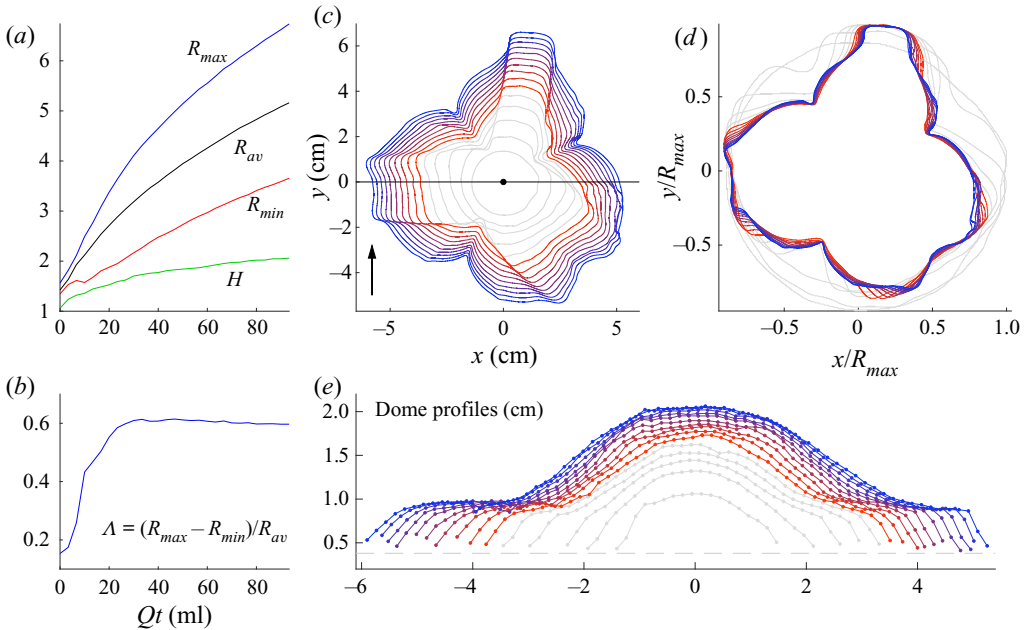 (a)
6
5
4
3
2
1
0 20 40 60 80
R_max
R_av
R_min
H
(b)
0.6
0.4
0.2
0 20 40 60 80
Λ = (R_max – R_min)/R_av
Qt (ml)
(c)
6
4
2
0
–2
–4
y (cm)
–5 0 5
x (cm)
(d)
0.5
0
–0.5
y/R_max
–0.5 0 0.5 1.0
x/R_max
(e)
Dome profiles (cm)
2.0
1.5
1.0
0.5
–6 –4 –2 0 2 4